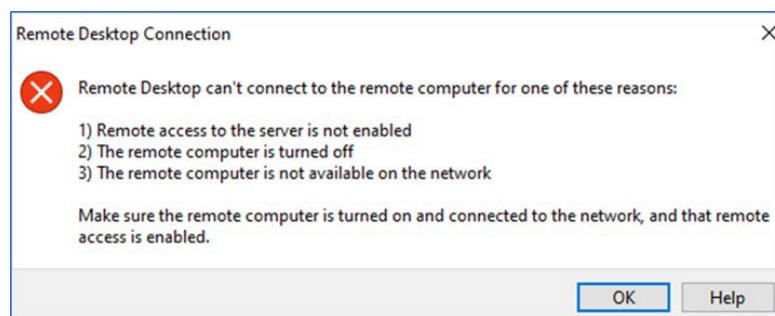 Remote Desktop Connection
Remote Desktop can't connect to the remote computer for one of these reasons:
1) Remote access to the server is not enabled
2) The remote computer is turned off
3) The remote computer is not available on the network
Make sure the remote computer is turned on and connected to the network, and that remote
access is enabled.
OK
Help